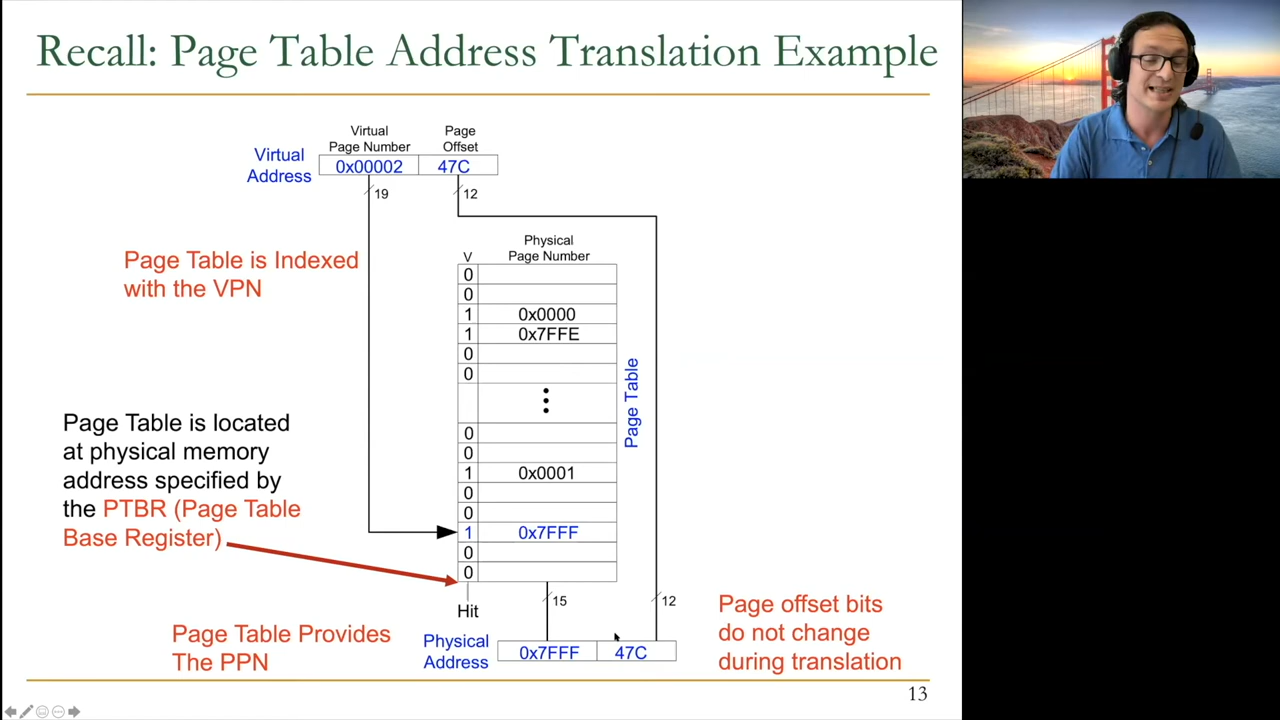 Recall: Page Table Address Translation Example
Virtual
Page Number
Page
Offset
Virtual
Address
0x00002
47C
19
12
Page Table is Indexed
with the VPN
V
Physical
Page Number
0
0
1
0x0000
1
0x7FFE
0
0
0
0
1
0x0001
0
0
1
0x7FFF
0
0
Page Table
Page Table is located
at physical memory
address specified by
the PTBR (Page Table
Base Register)
Hit
15
12
Page Table Provides
The PPN
Physical
Address
0x7FFF
47C
Page offset bits
do not change
during translation
13